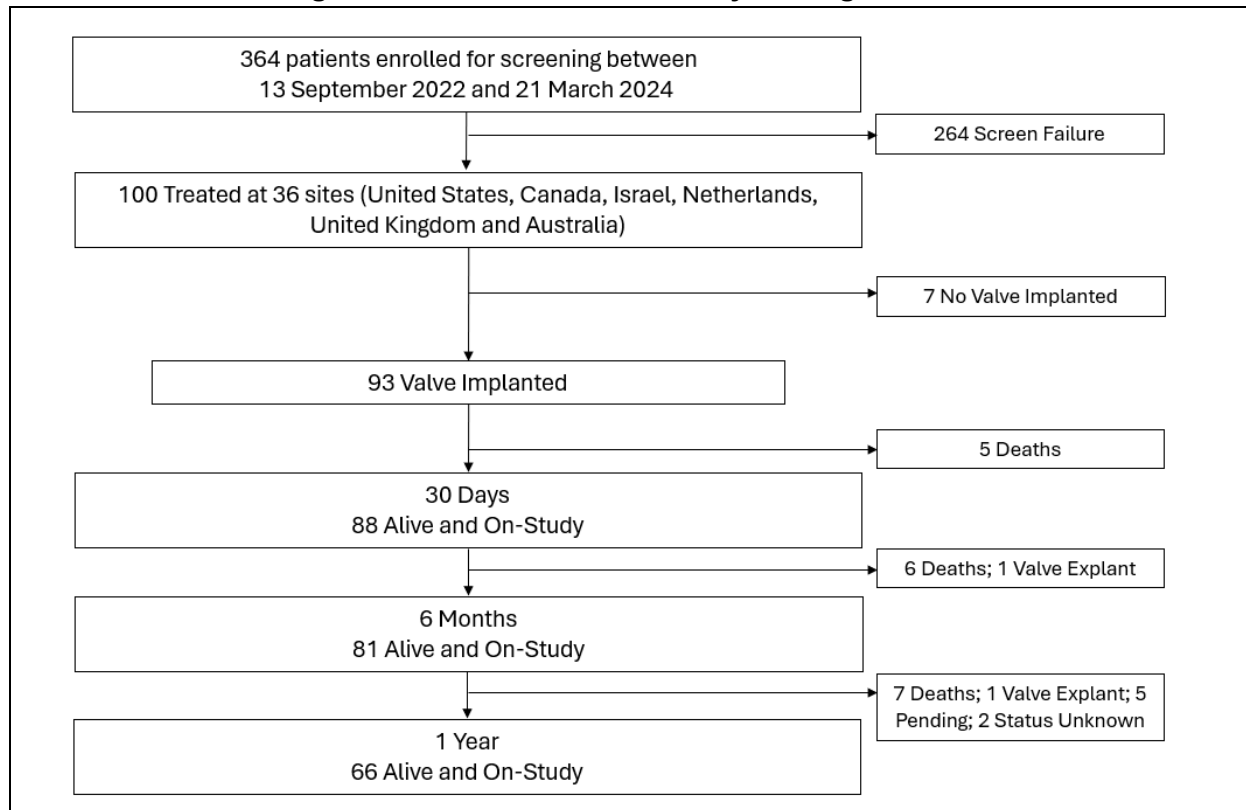 364 patients enrolled for screening between
13 September 2022 and 21 March 2024
264 Screen Failure
100 Treated at 36 sites (United States, Canada, Israel, Netherlands,
United Kingdom and Australia)
7 No Valve Implanted
93 Valve Implanted
5 Deaths
30 Days
88 Alive and On-Study
6 Deaths; 1 Valve Explant
6 Months
81 Alive and On-Study
7 Deaths; 1 Valve Explant; 5
Pending; 2 Status Unknown
1 Year
66 Alive and On-Study